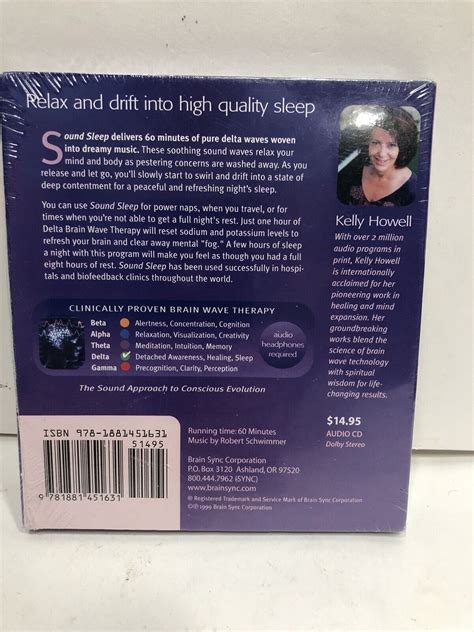 Relax and drift into high quality sleep
Sound Sleep delivers 60 minutes of pure delta waves woven
into dreamy music. These soothing sound waves relax your
mind and body as pestering concerns are washed away. As you
release and let go, you'll slowly start to swirl and drift into a state of
deep contentment for a peaceful and refreshing night's sleep.
You can use Sound Sleep for power naps, when you travel, or for
times when you're not able to get a full night's rest. Just one hour of
Delta Brain Wave Therapy will reset sodium and potassium levels to
refresh your brain and clear away mental "fog." A few hours of sleep
a night with this program will make you feel as though you had a full
eight hours of rest. Sound Sleep has been used successfully in hospi-
tals and biofeedback clinics throughout the world.
CLINICALLY PROVEN BRAIN WAVE THERAPY
Beta Alertness, Concentration, Cognition
Alpha Relaxation, Visualization, Creativity
Theta Meditation, Intuition, Memory
Delta Detached Awareness, Healing, Sleep
Gamma Precognition, Clarity, Perception
audio
headphones
required
The Sound Approach to Conscious Evolution
Kelly Howell
With over 2 million
audio programs in
print, Kelly Howell
is internationally
acclaimed for her
pioneering work in
healing and mind
expansion. Her
groundbreaking
works blend the
science of brain
wave technology
with spiritual
wisdom for life-
changing results.
$14.95
AUDIO CD
Dolby Stereo
ISBN 978-1881451631
51495
9 781881 451631
Running time: 60 Minutes
Music by Robert Schwimmer
Brain Sync Corporation
P.O. Box 3120 Ashland, OR 97520
800.444.7962 (SYNC)
www.brainsync.com
® Registered Trademark and Service Mark of Brain Sync Corporation
©℗ 1999 Brain Sync Corporation